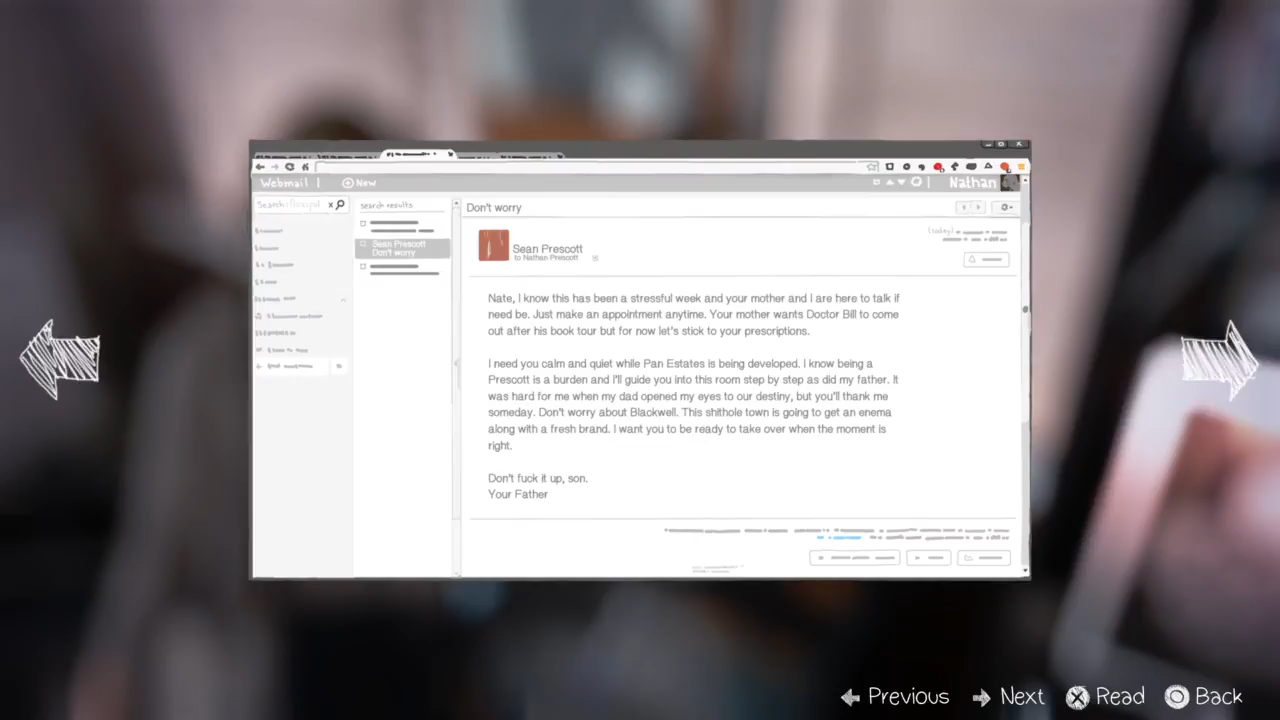 Webmail
New
Nathan
Search
search results
Don't worry
Sean Prescott
Don't worry
Sean Prescott
to Nathan Prescott
(today)
Nate, I know this has been a stressful week and your mother and I are here to talk if
need be. Just make an appointment anytime. Your mother wants Doctor Bill to come
out after his book tour but for now let's stick to your prescriptions.
I need you calm and quiet while Pan Estates is being developed. I know being a
Prescott is a burden and I'll guide you into this room step by step as did my father. It
was hard for me when my dad opened my eyes to our destiny, but you'll thank me
someday. Don't worry about Blackwell. This shithole town is going to get an enema
along with a fresh brand. I want you to be ready to take over when the moment is
right.
Don't fuck it up, son.
Your Father
Previous
Next
Read
Back